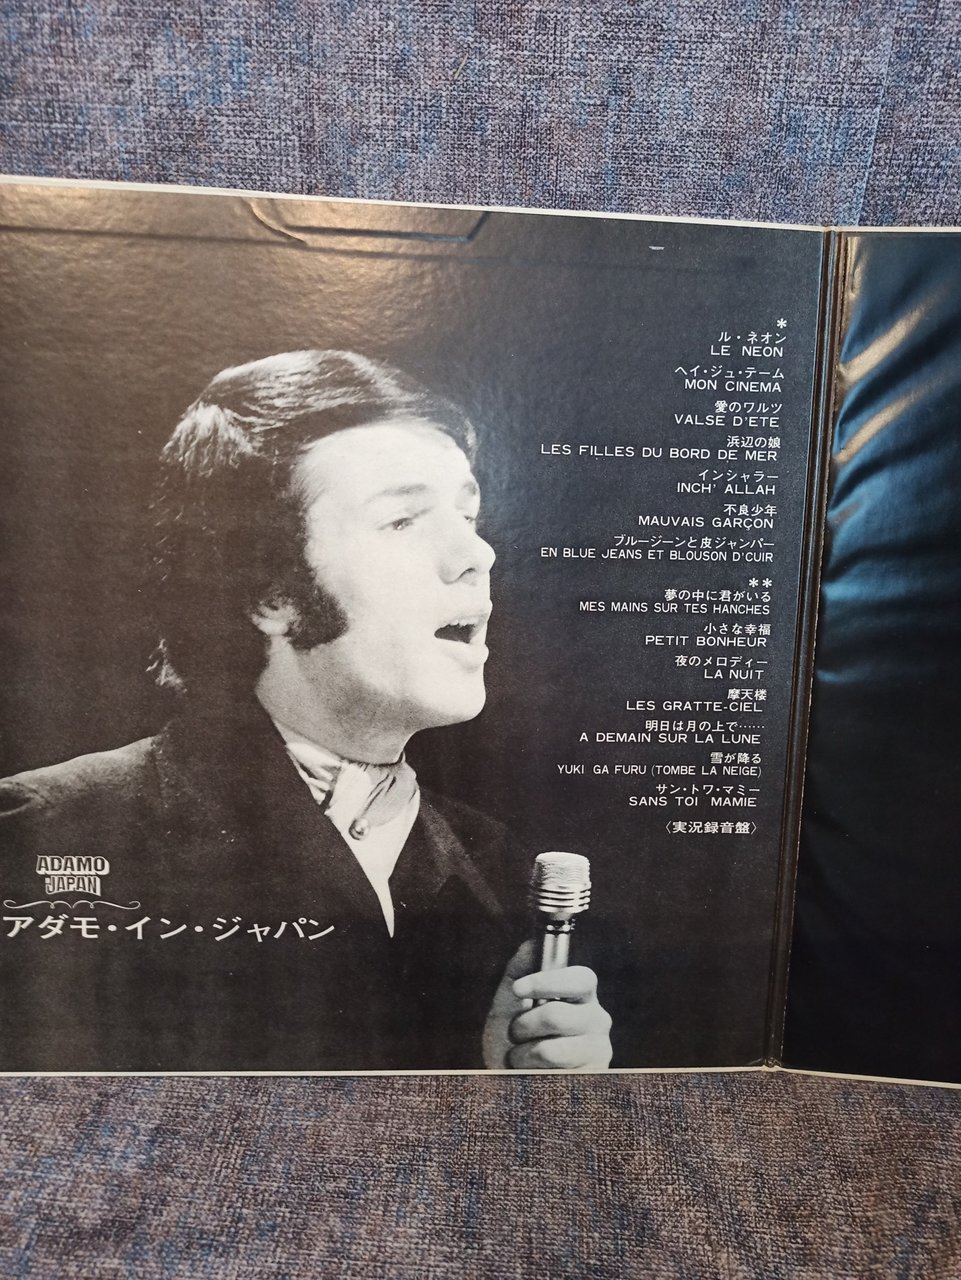 *
ル・ネオン
LE NEON
ヘイ・ジュ・テーム
MON CINEMA
愛のワルツ
VALSE D'ETE
浜辺の娘
LES FILLES DU BORD DE MER
インシャラー
INCH' ALLAH
不良少年
MAUVAIS GARÇON
ブルージーンと皮ジャンパー
EN BLUE JEANS ET BLOUSON D'CUIR
**
夢の中に君がいる
MES MAINS SUR TES HANCHES
小さな幸福
PETIT BONHEUR
夜のメロディー
LA NUIT
摩天楼
LES GRATTE-CIEL
明日は月の上で……
A DEMAIN SUR LA LUNE
雪が降る
YUKI GA FURU (TOMBE LA NEIGE)
サン・トワ・マミー
SANS TOI MAMIE
〈実況録音盤〉
ADAMO
JAPAN
アダモ・イン・ジャパン